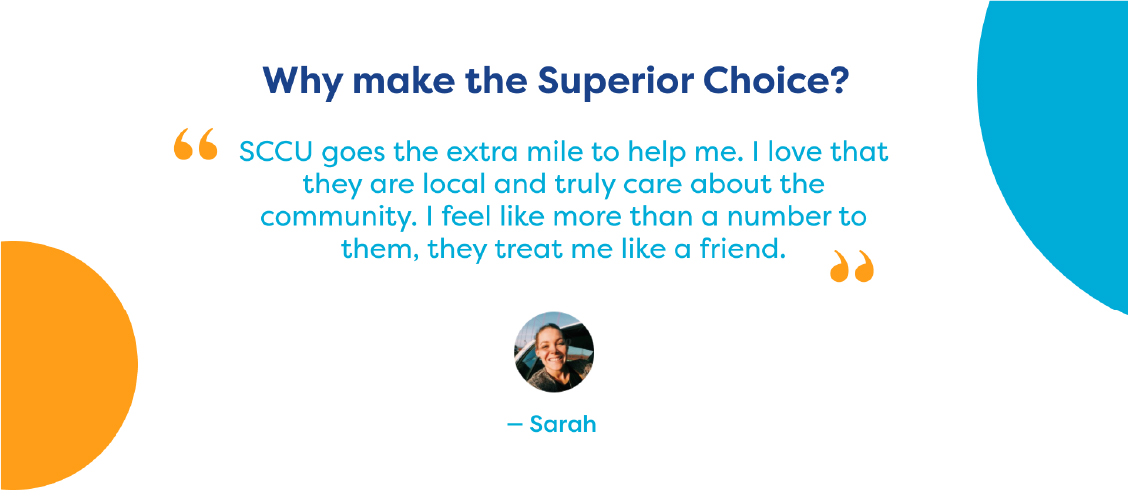 Why make the Superior Choice?
“ SCCU goes the extra mile to help me. I love that
they are local and truly care about the
community. I feel like more than a number to
them, they treat me like a friend. ”
— Sarah